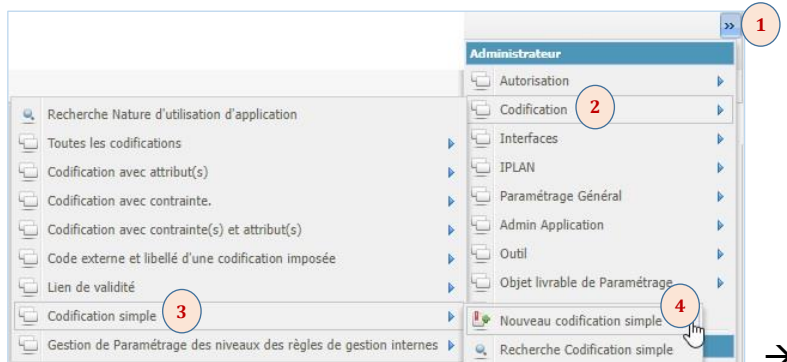 »
1
Administrateur
Autorisation
Codification
2
Interfaces
IPLAN
Paramétrage Général
Admin Application
Outil
Objet livrable de Paramétrage
Recherche Nature d'utilisation d'application
Toutes les codifications
Codification avec attribut(s)
Codification avec contrainte.
Codification avec contrainte(s) et attribut(s)
Code externe et libellé d'une codification imposée
Lien de validité
Codification simple
3
Gestion de Paramétrage des niveaux des règles de gestion internes
4
Nouveau codification simple
Recherche Codification simple
→